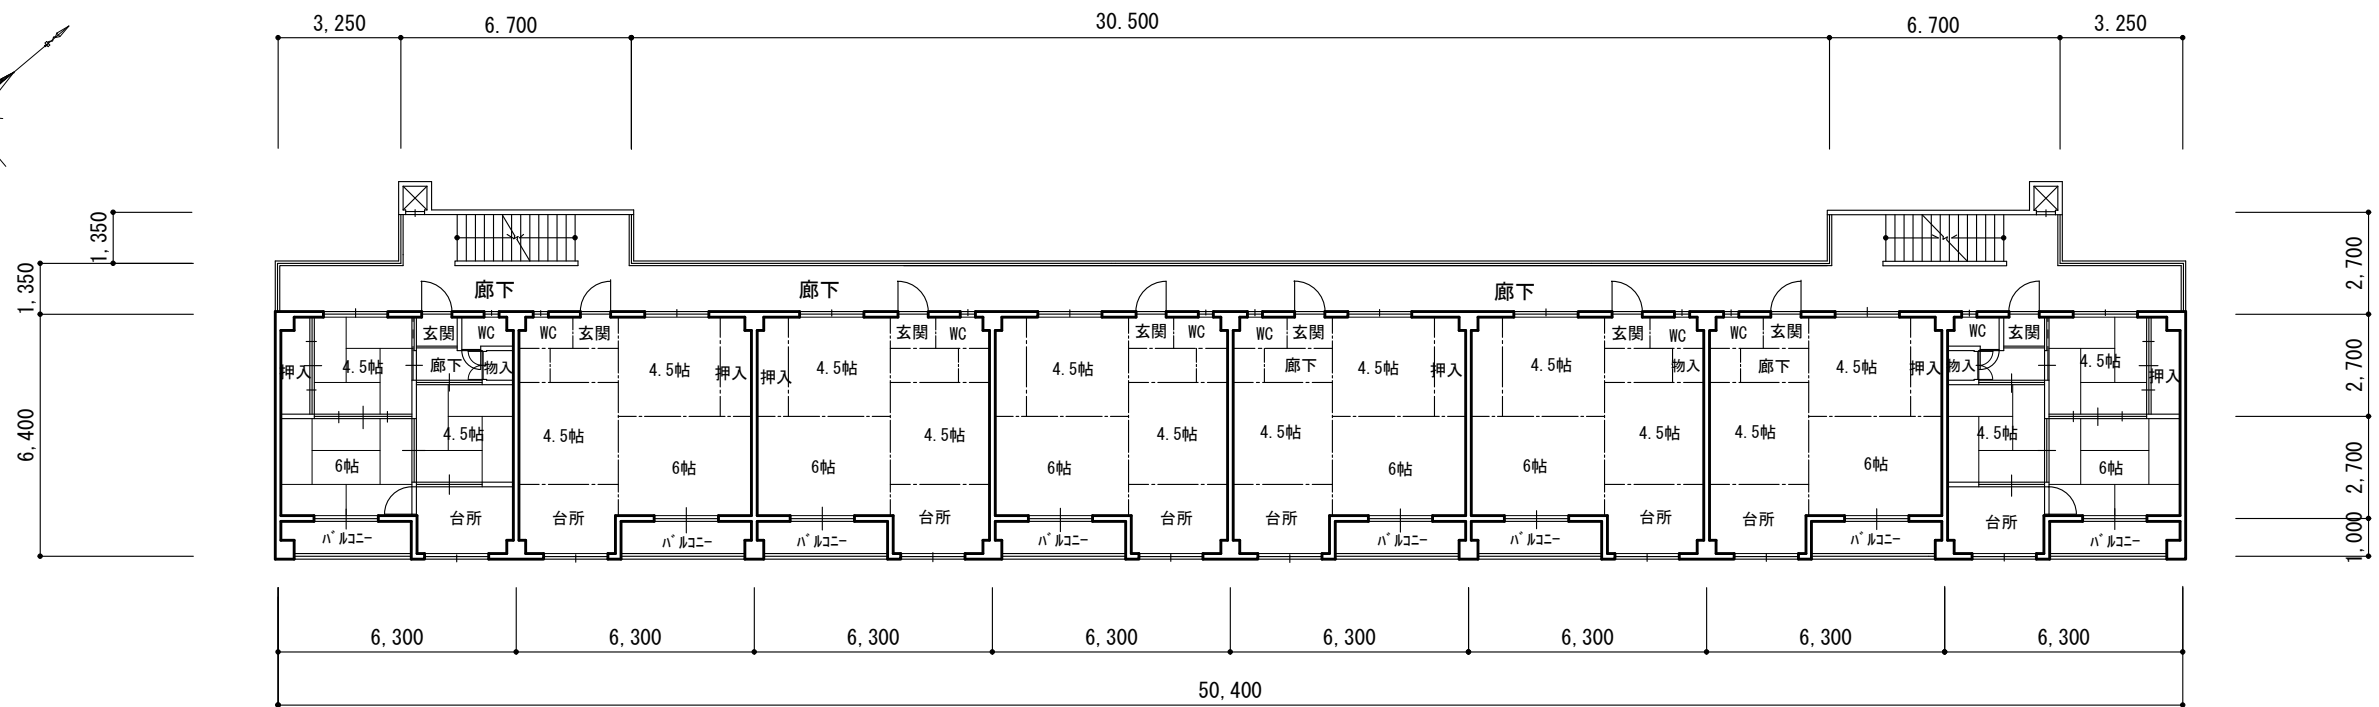 3,250 6.700 30.500 6.700 3.250
1,350
1,350
6,400
2,700
2,700
2,700
1,000
廊下 廊下 廊下
玄関 WC WC 玄関 玄関 WC 玄関 WC WC 玄関 玄関 WC WC 玄関 WC 玄関
押入 4.5帖 廊下 物入 4.5帖 押入 押入 4.5帖 4.5帖 廊下 4.5帖 押入 4.5帖 物入 廊下 4.5帖 押入 物入 4.5帖 押入
4.5帖 4.5帖 4.5帖 4.5帖 4.5帖 4.5帖 4.5帖 4.5帖
6帖 6帖 6帖 6帖 6帖 6帖 6帖 6帖
台所 台所 台所 台所 台所 台所 台所 台所
バルコニー バルコニー バルコニー バルコニー バルコニー バルコニー バルコニー バルコニー
6,300 6,300 6,300 6,300 6,300 6,300 6,300 6,300
50,400